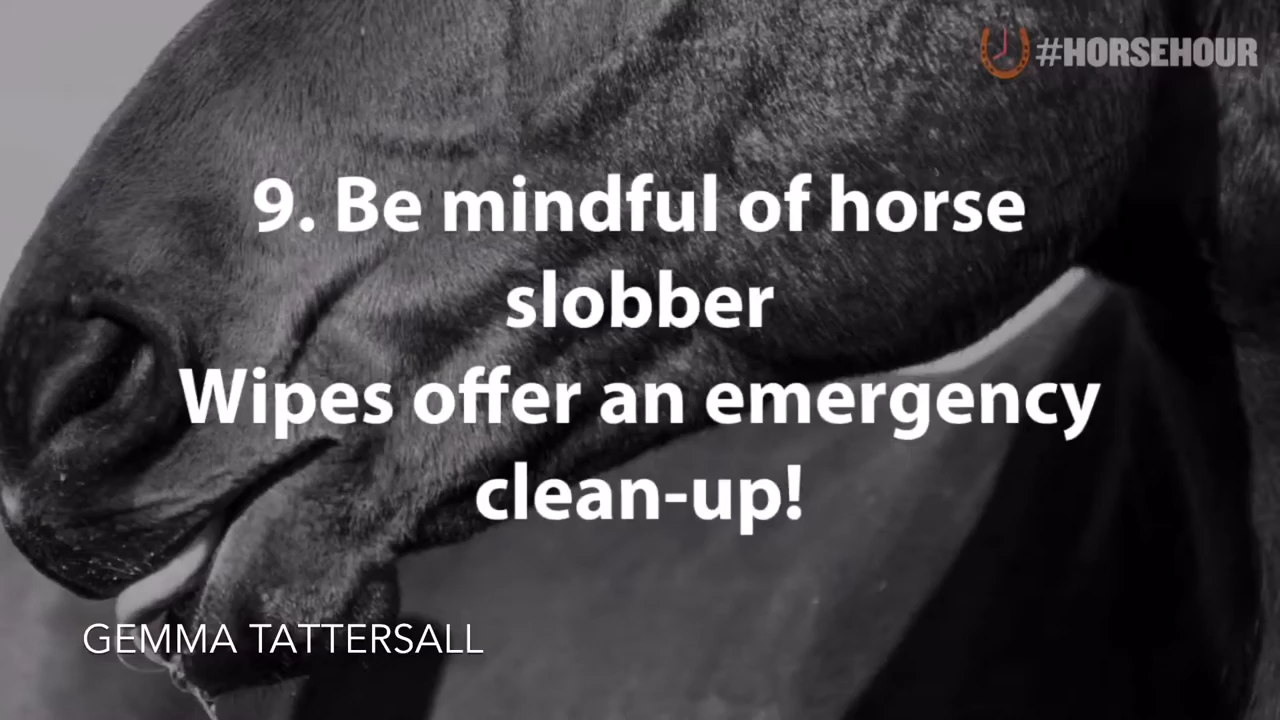 #HORSEHOUR
9. Be mindful of horse
slobber
Wipes offer an emergency
clean-up!
GEMMA TATTERSALL